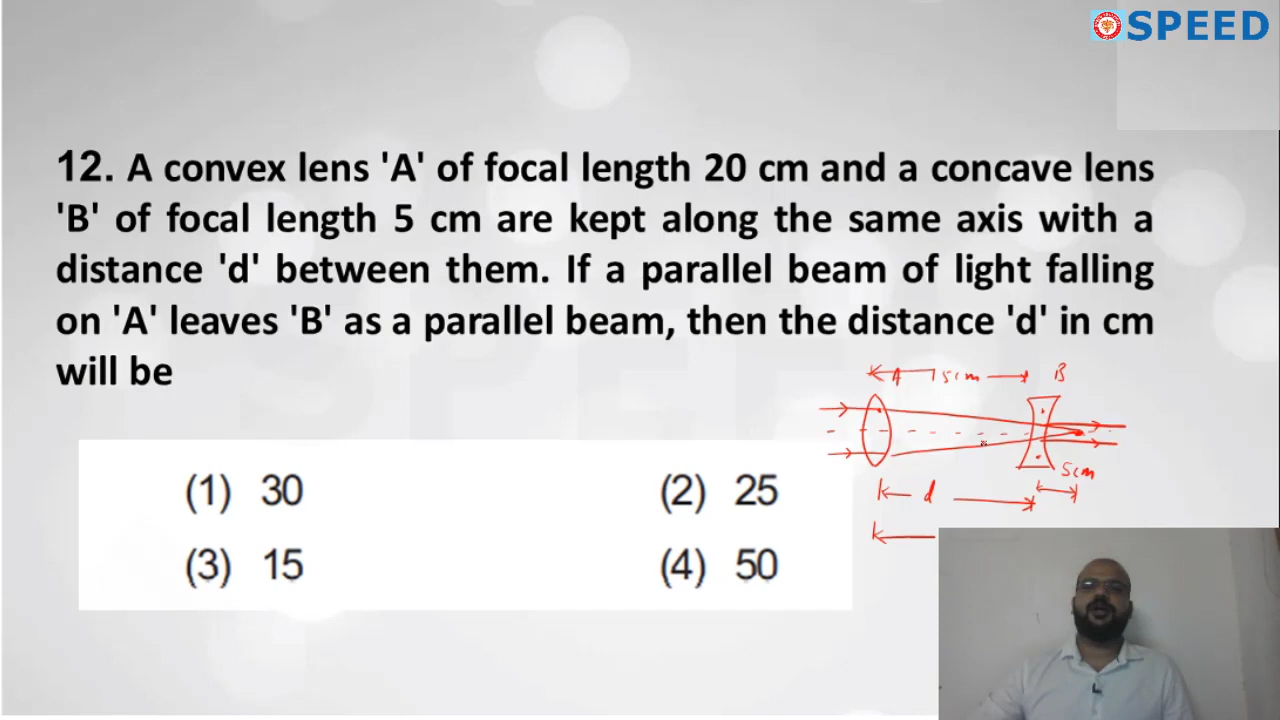 SPEED
12. A convex lens 'A' of focal length 20 cm and a concave lens
'B' of focal length 5 cm are kept along the same axis with a
distance 'd' between them. If a parallel beam of light falling
on 'A' leaves 'B' as a parallel beam, then the distance 'd' in cm
will be
A 15cm B
5cm
d
(1) 30 (2) 25
(3) 15 (4) 50